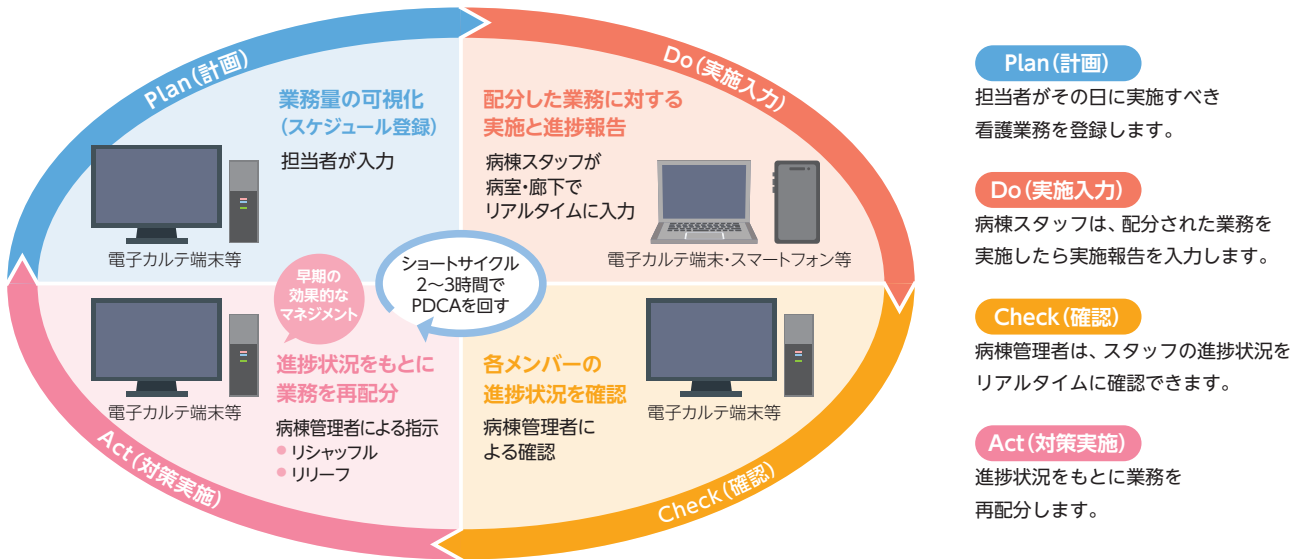 Plan(計画)
業務量の可視化
(スケジュール登録)
担当者が入力
電子カルテ端末等
Do(実施入力)
配分した業務に対する
実施と進捗報告
病棟スタッフが
病室・廊下で
リアルタイムに入力
電子カルテ端末・スマートフォン等
ショートサイクル
2〜3時間で
PDCAを回す
早期の
効果的な
マネジメント
進捗状況をもとに
業務を再配分
病棟管理者による指示
● リシャッフル
● リリーフ
電子カルテ端末等
Act(対策実施)
各メンバーの
進捗状況を確認
病棟管理者に
よる確認
電子カルテ端末等
Check(確認)
Plan(計画)
担当者がその日に実施すべき
看護業務を登録します。
Do(実施入力)
病棟スタッフは、配分された業務を
実施したら実施報告を入力します。
Check(確認)
病棟管理者は、スタッフの進捗状況を
リアルタイムに確認できます。
Act(対策実施)
進捗状況をもとに業務を
再配分します。